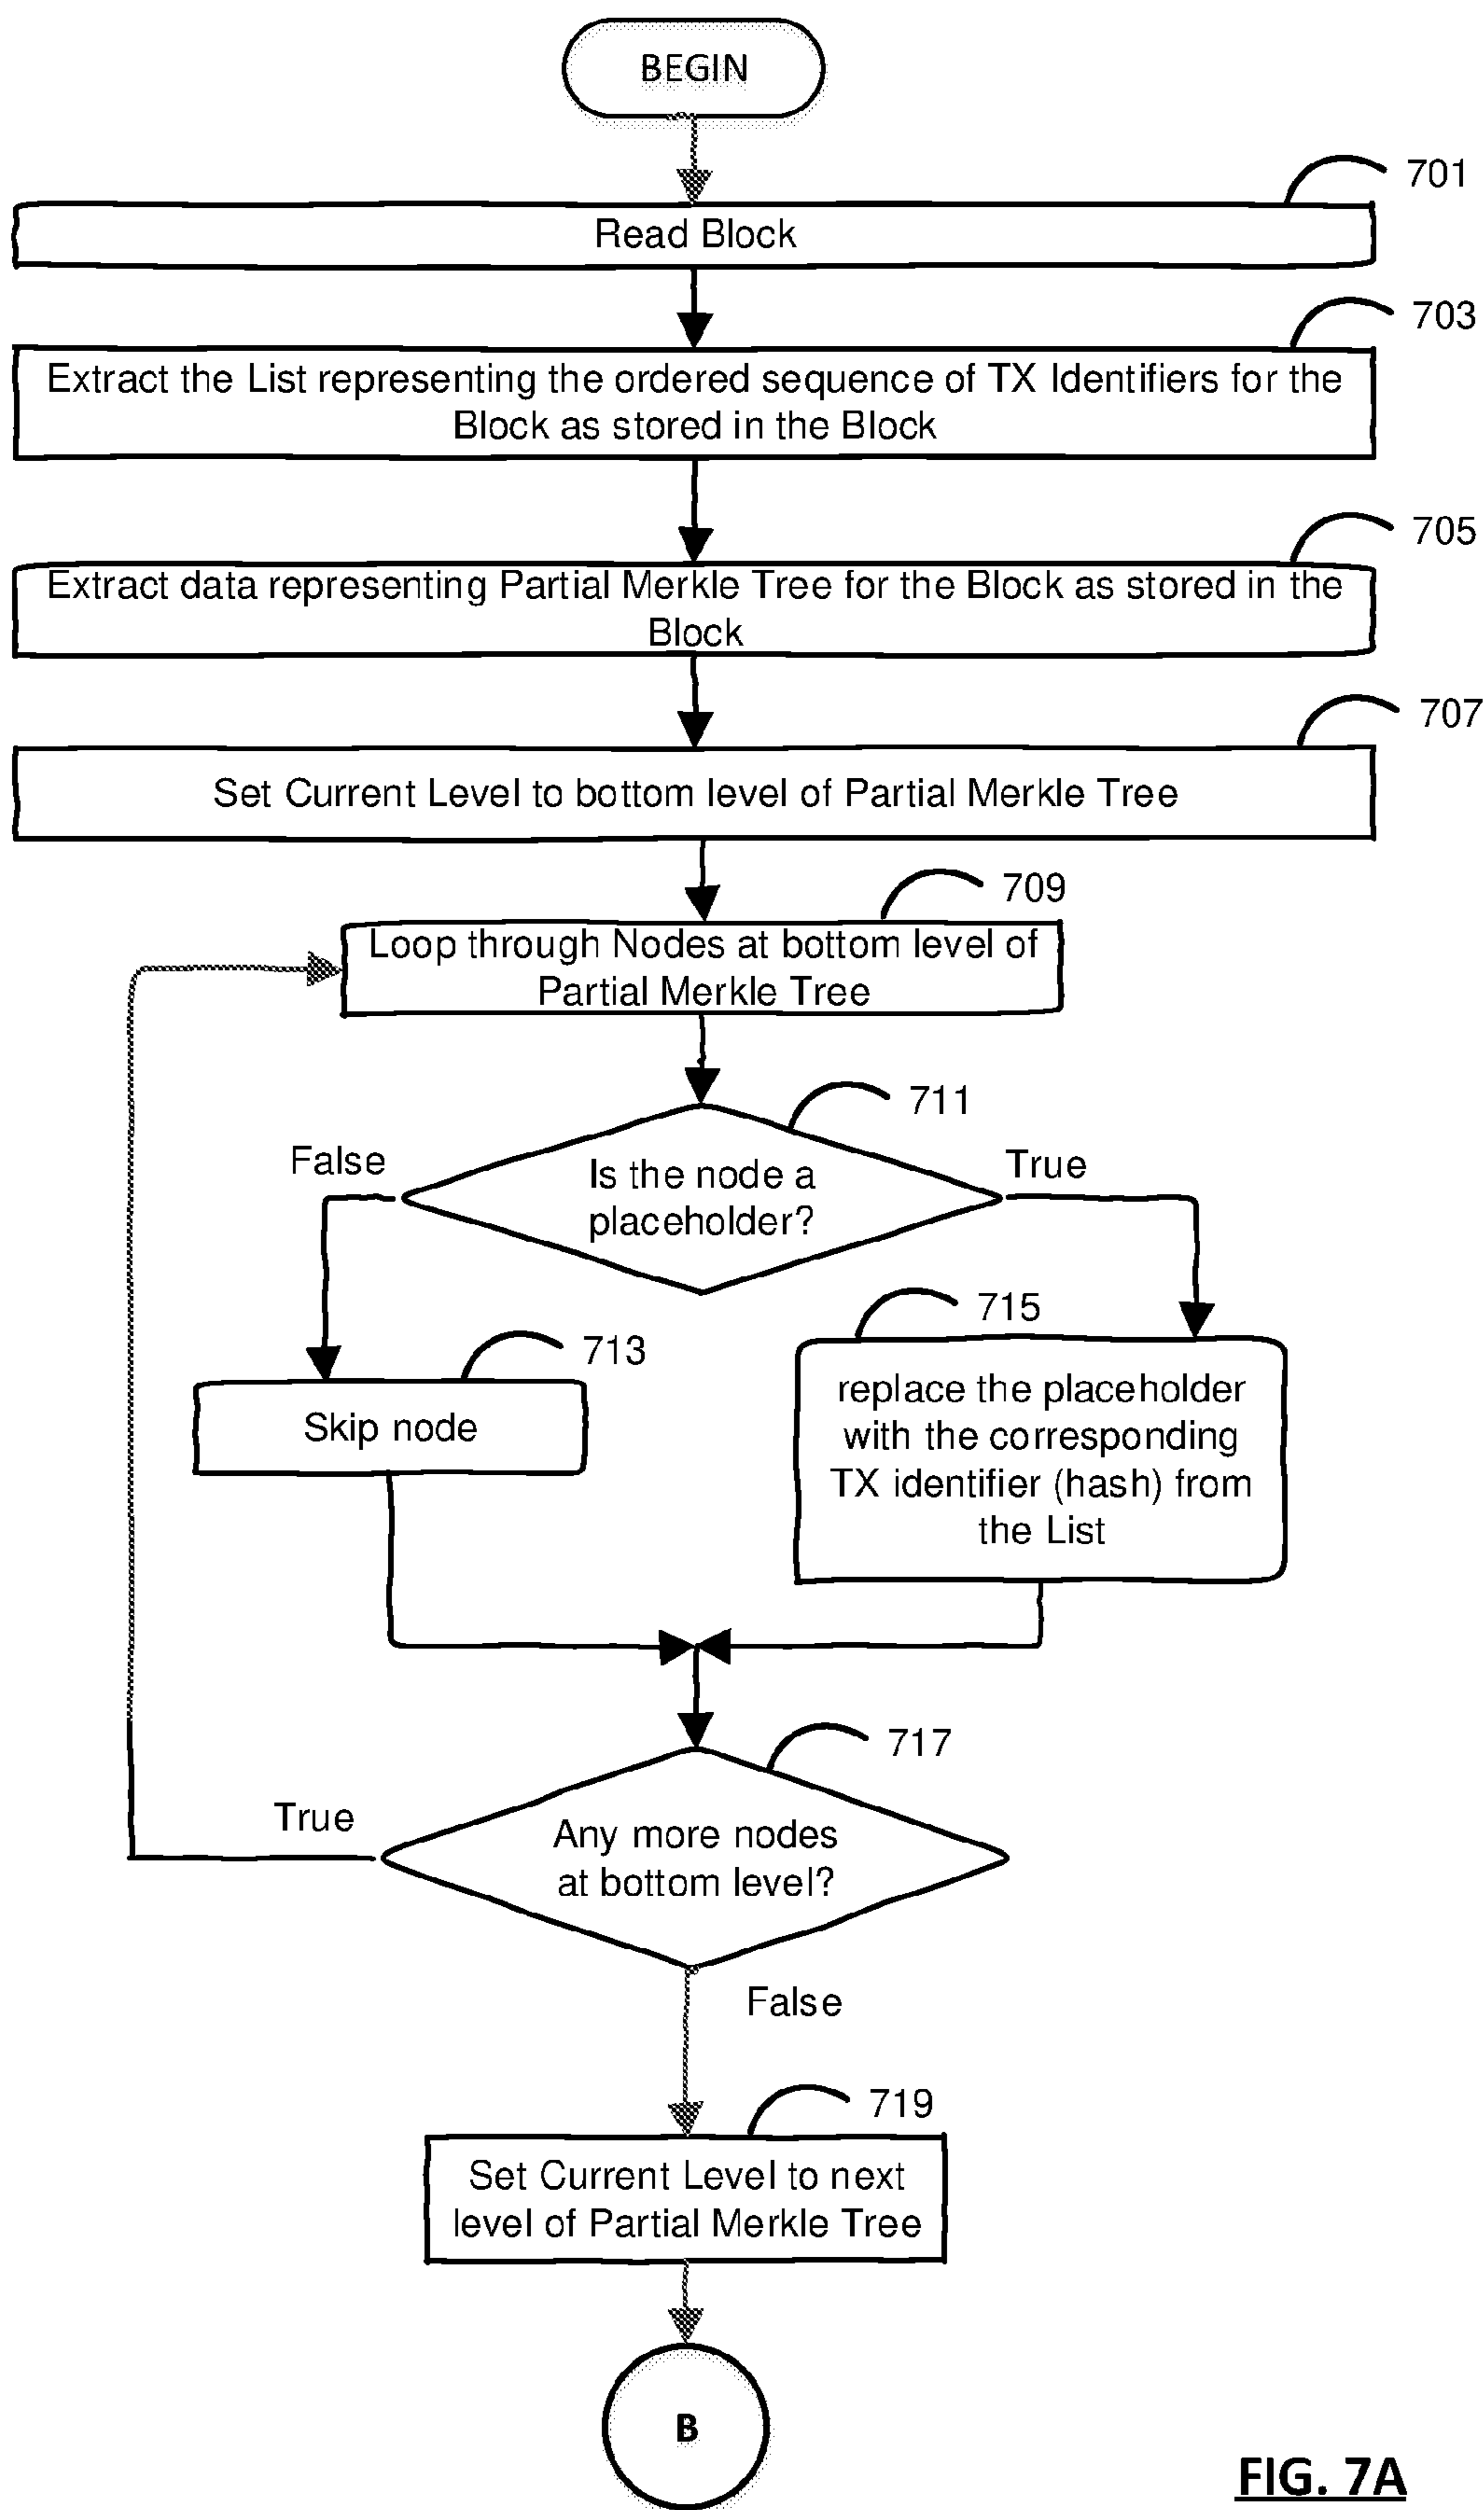 BEGIN
701
Read Block
703
Extract the List representing the ordered sequence of TX Identifiers for the
Block as stored in the Block
705
Extract data representing Partial Merkle Tree for the Block as stored in the
Block
707
Set Current Level to bottom level of Partial Merkle Tree
709
Loop through Nodes at bottom level of
Partial Merkle Tree
711
False
True
Is the node a
placeholder?
715
713
Skip node
replace the placeholder
with the corresponding
TX identifier (hash) from
the List
717
True
Any more nodes
at bottom level?
False
719
Set Current Level to next
level of Partial Merkle Tree
B
FIG. 7A